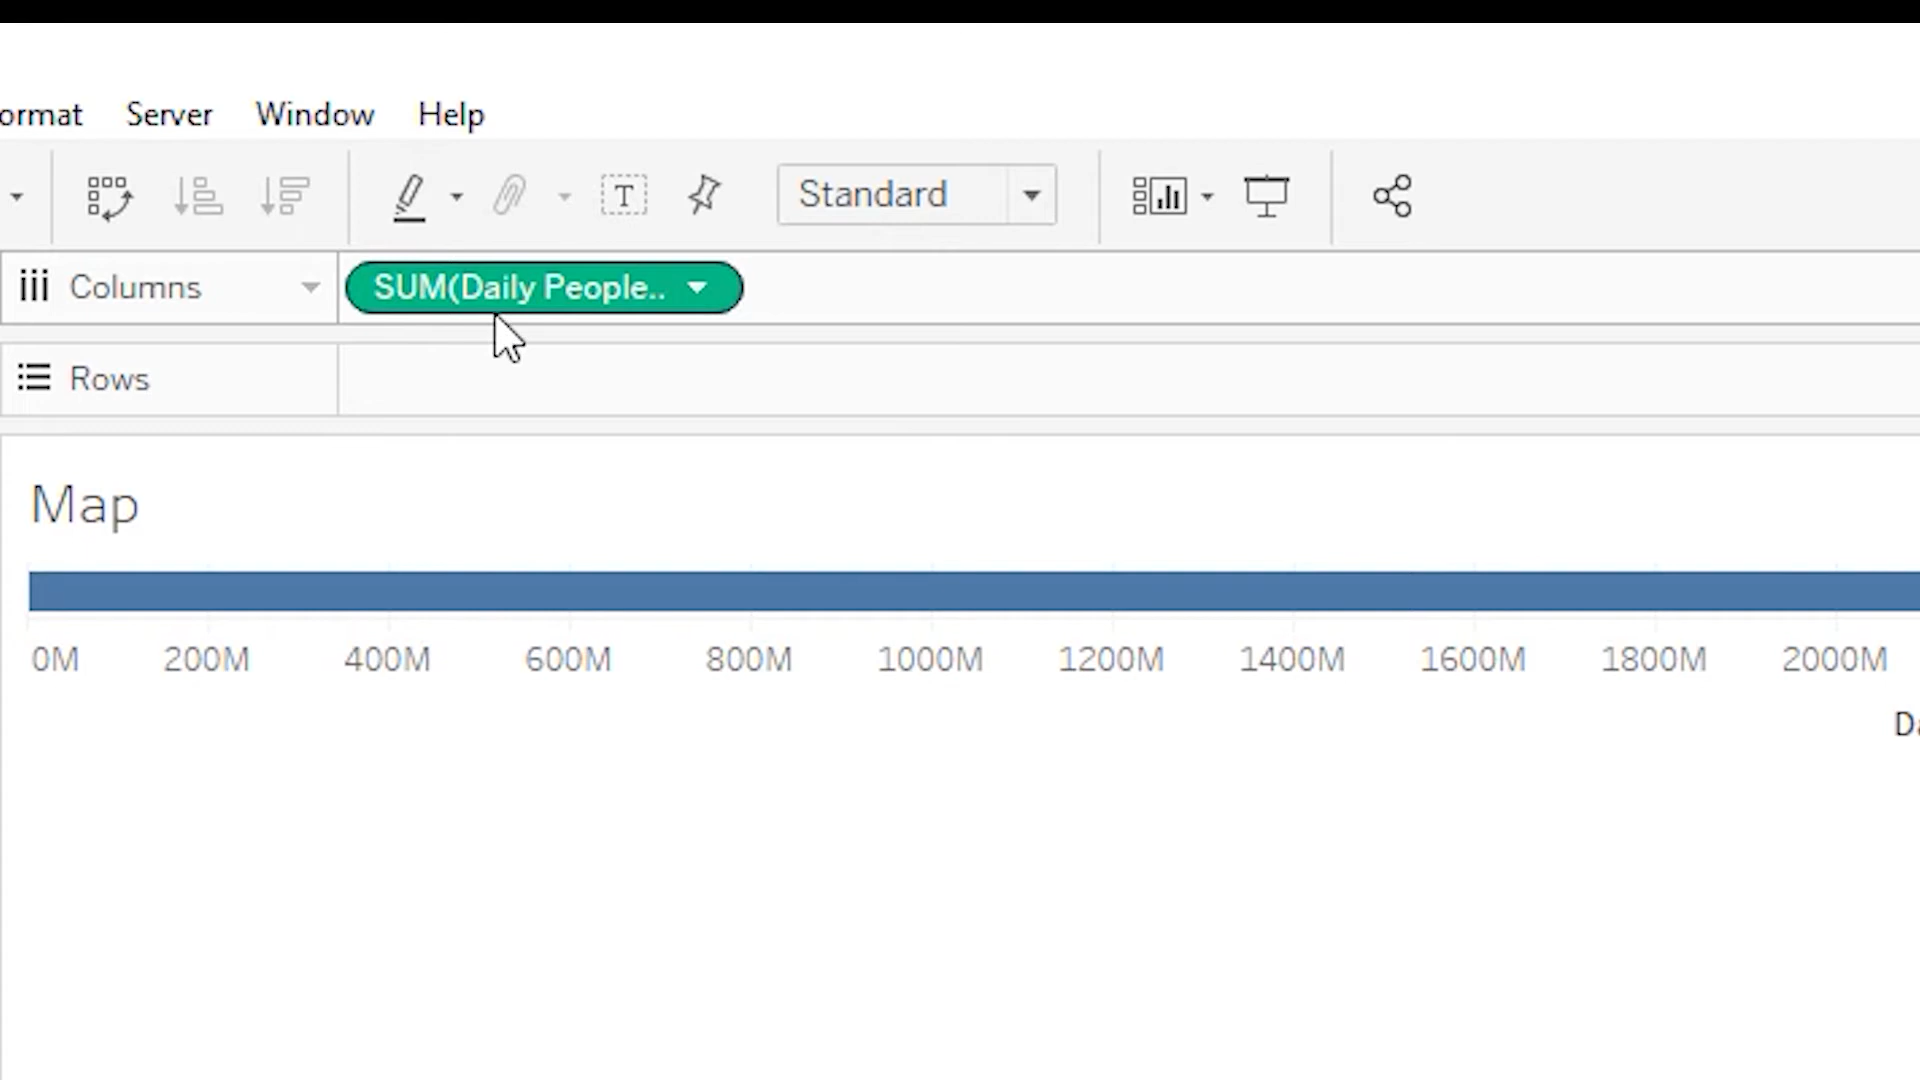 ormat Server Window Help
T Standard
Columns SUM(Daily People..
Rows
Map
0M 200M 400M 600M 800M 1000M 1200M 1400M 1600M 1800M 2000M
Da